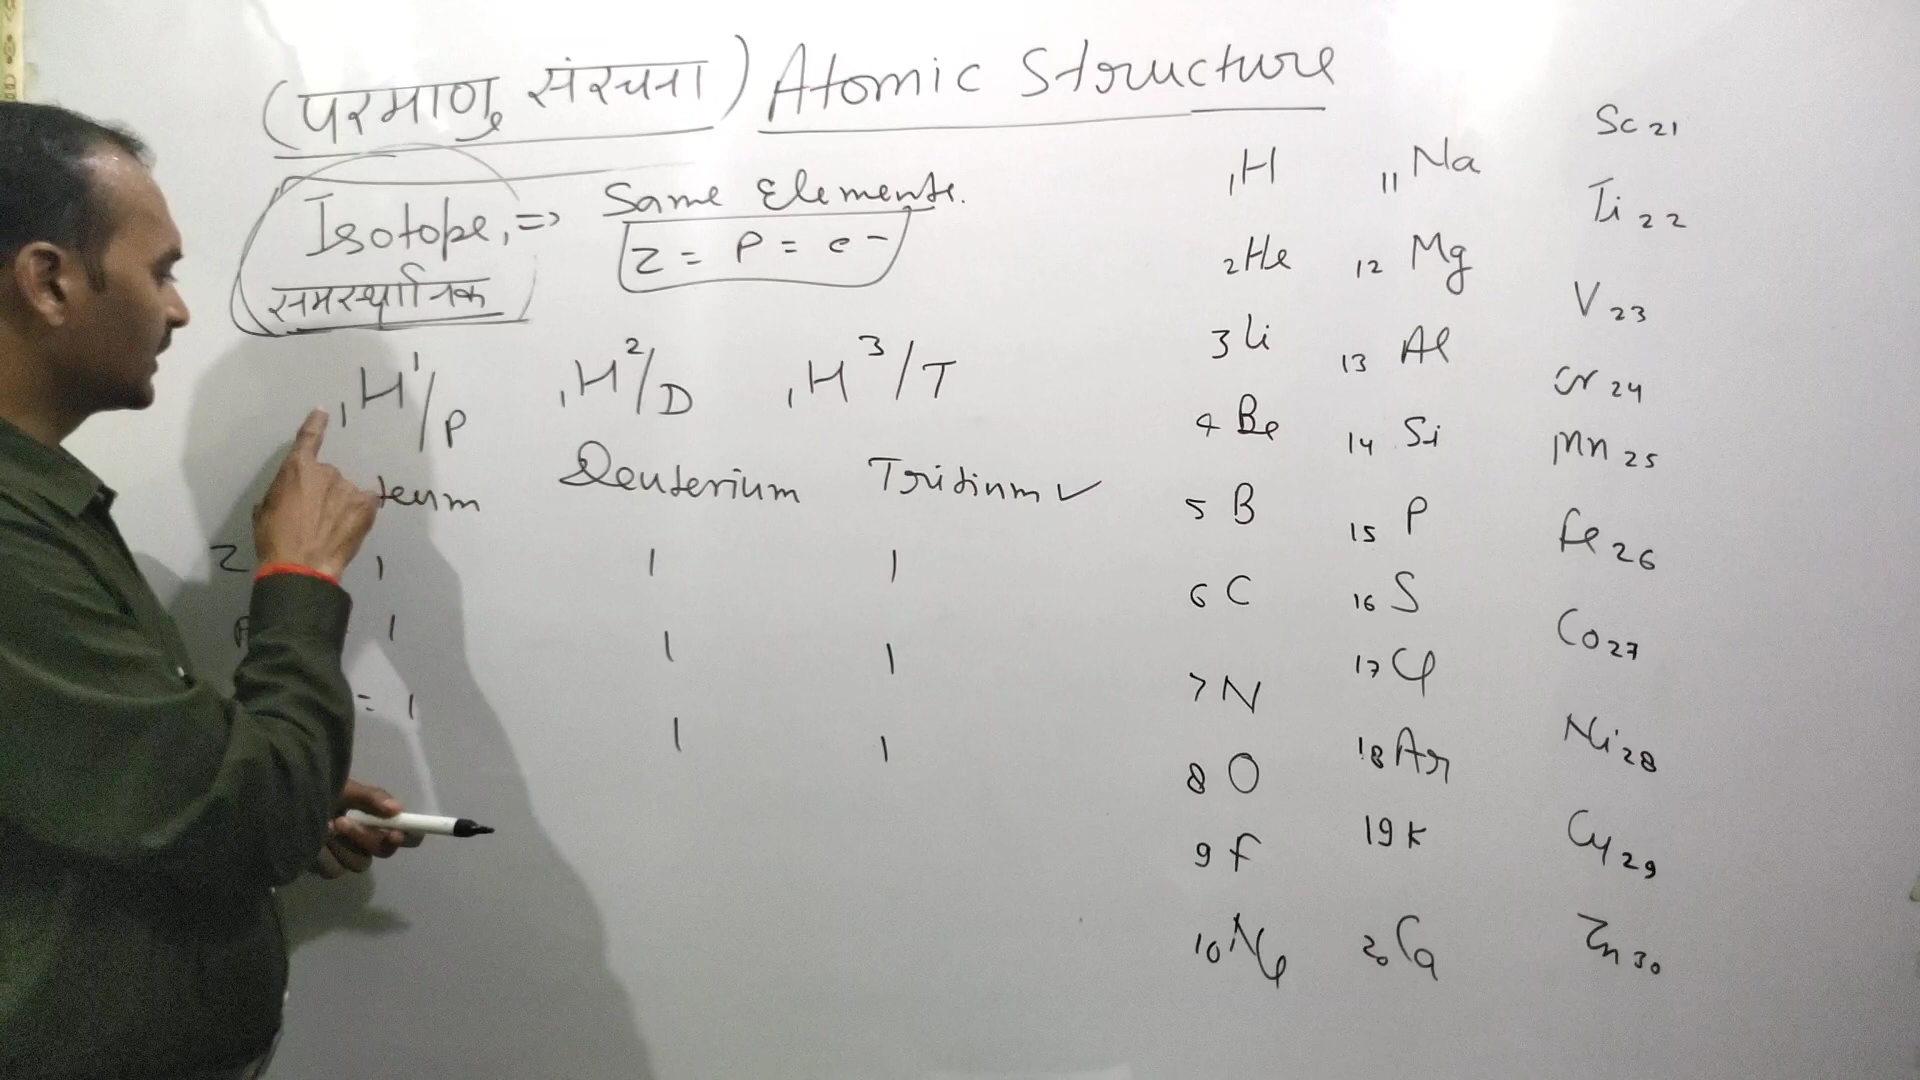 (परमाणु संरचना) Atomic Structure
Isotope, => Same Elements.
समस्थानिक
Z = P = e-
₁H¹/P ₁H²/D ₁H³/T
teum Deuterium Tritium ✓
Z 1 1 1
P 1 1 1
= 1 1 1
₁H
₂He
₃Li
₄Be
₅B
₆C
₇N
₈O
₉F
₁₀Ne
₁₁Na
₁₂Mg
₁₃Al
₁₄Si
₁₅P
₁₆S
₁₇Cl
₁₈Ar
₁₉K
₂₀Ca
Sc₂₁
Ti₂₂
V₂₃
Cr₂₄
Mn₂₅
Fe₂₆
Co₂₇
Ni₂₈
Cu₂₉
Zn₃₀